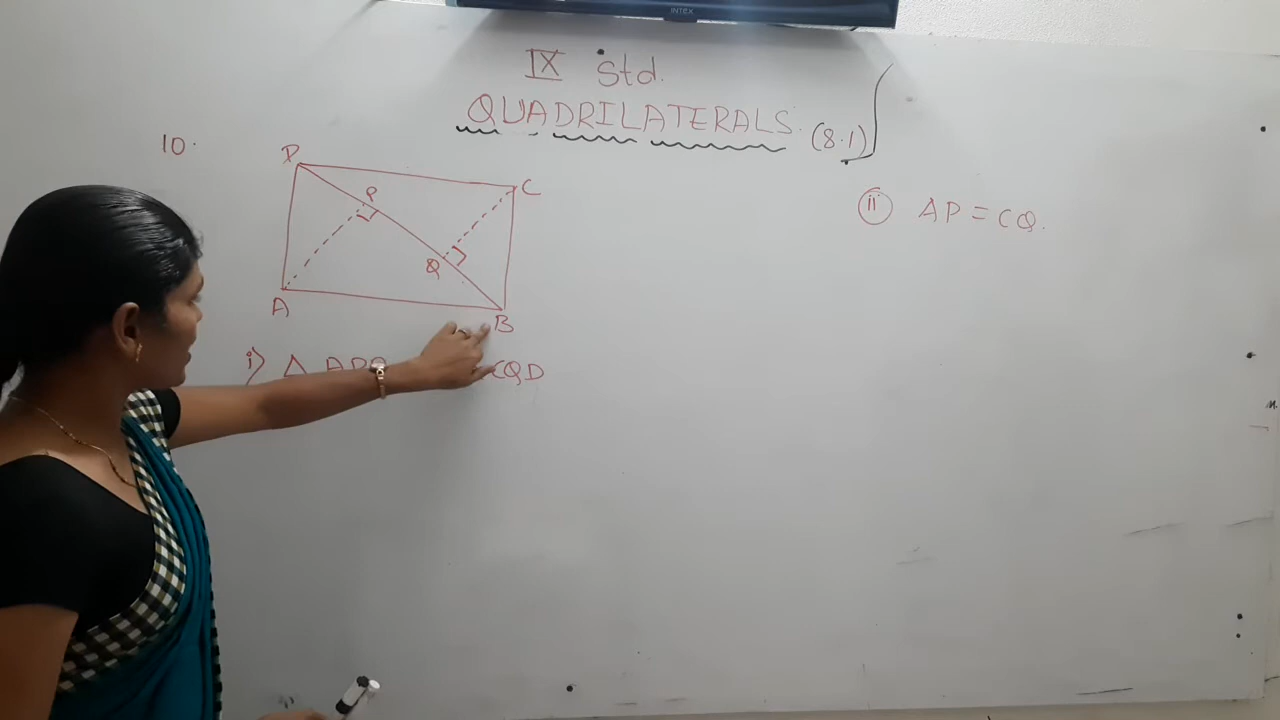 INTEX
IX Std.
QUADRILATERALS. (8.1)
10.
D
P
C
Q
A
B
i) Δ APB CQD
ii AP = CQ.